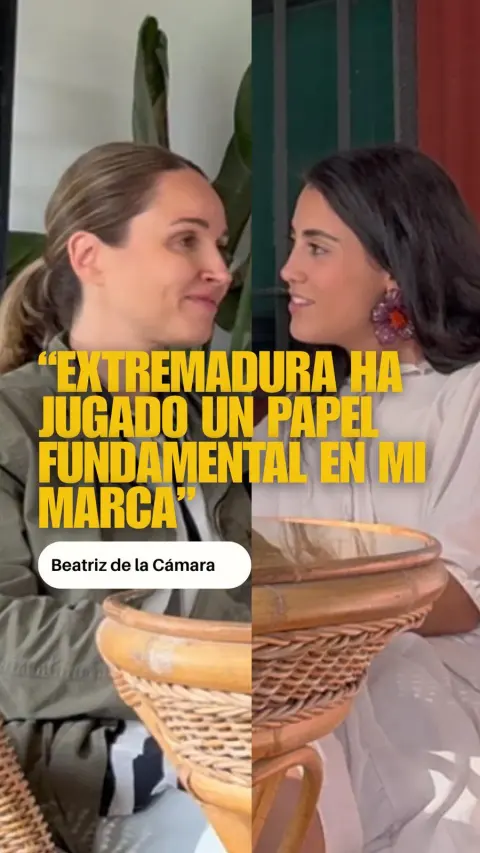 “EXTREMADURA HA
JUGADO UN PAPEL
FUNDAMENTAL EN MI
MARCA”
Beatriz de la Cámara